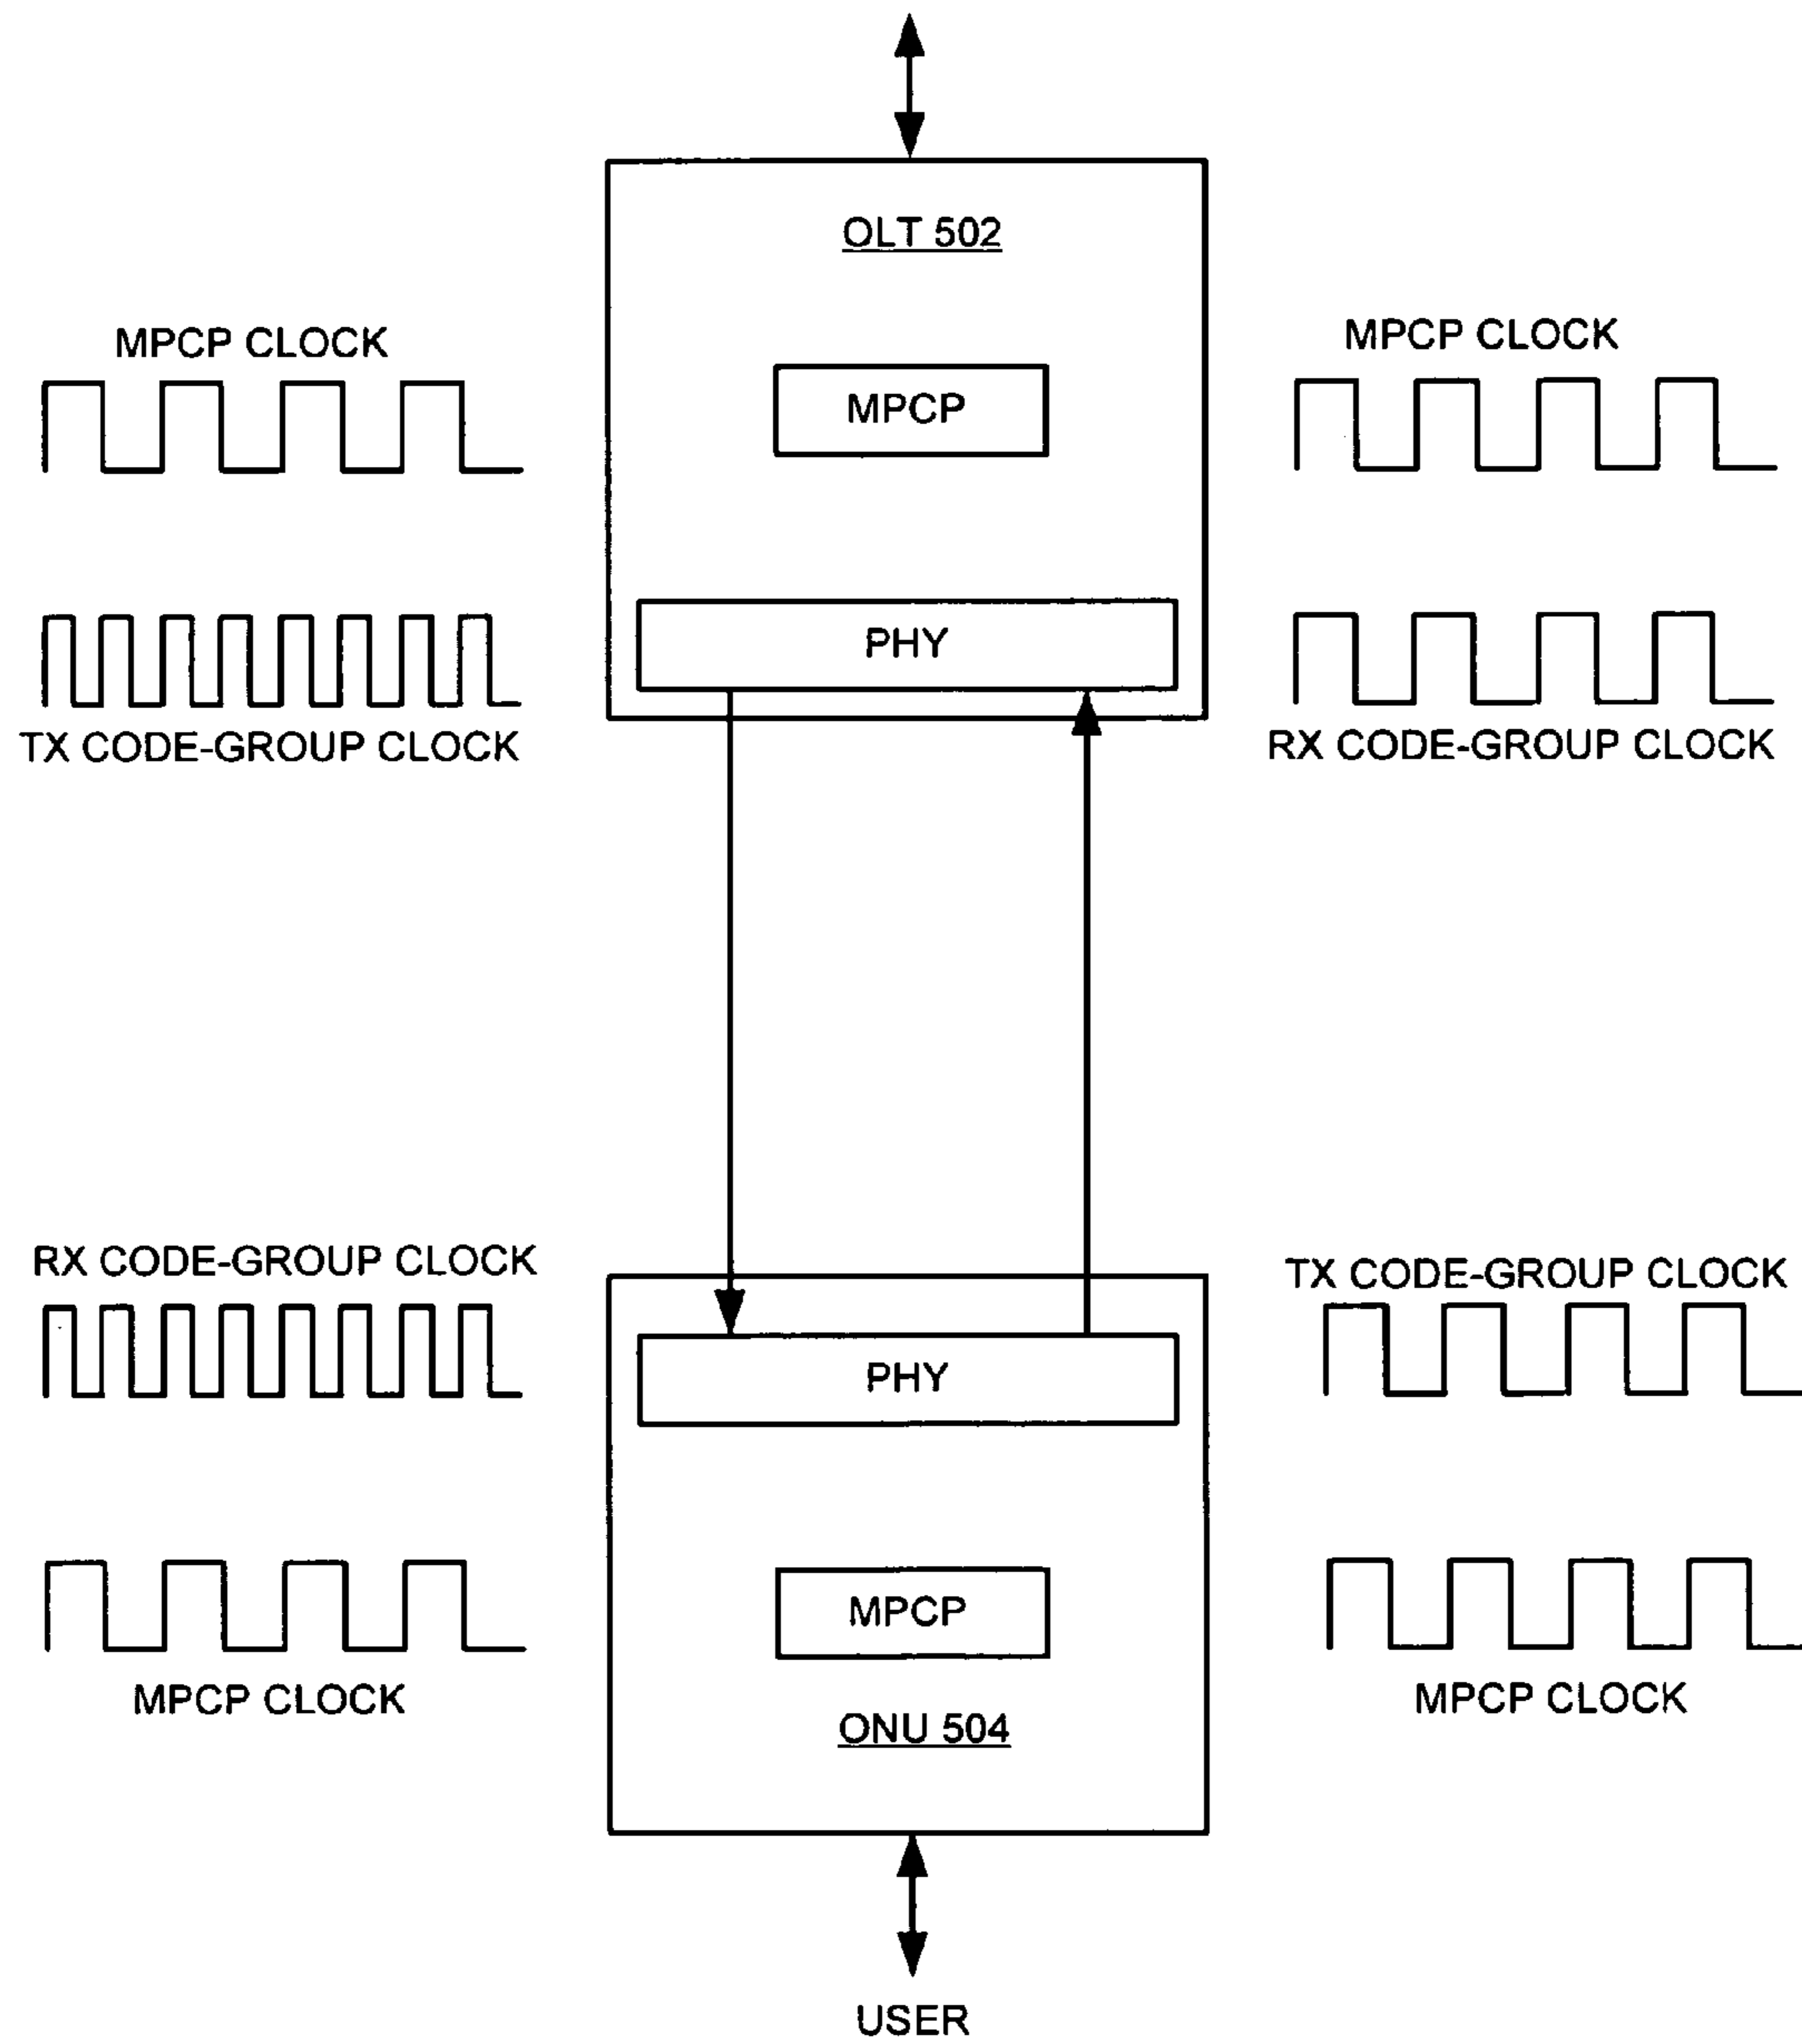 OLT 502
MPCP CLOCK
MPCP CLOCK
MPCP
PHY
TX CODE-GROUP CLOCK
RX CODE-GROUP CLOCK
RX CODE-GROUP CLOCK
TX CODE-GROUP CLOCK
PHY
MPCP
MPCP CLOCK
MPCP CLOCK
ONU 504
USER